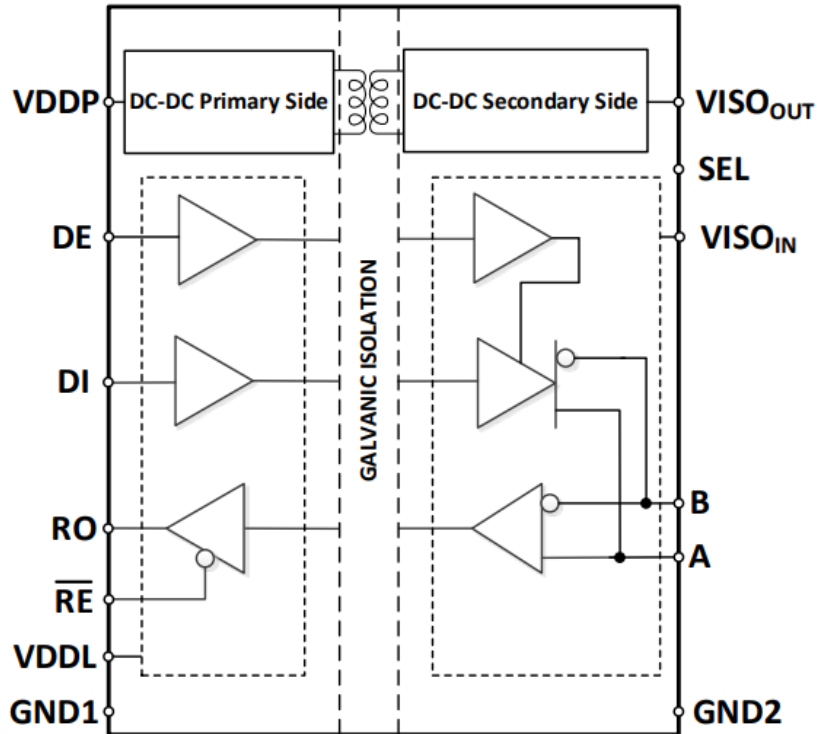 VDDP
DC-DC Primary Side
DC-DC Secondary Side
VISOOUT
SEL
DE
VISOIN
GALVANIC ISOLATION
DI
RO
B
A
RE
VDDL
GND1
GND2